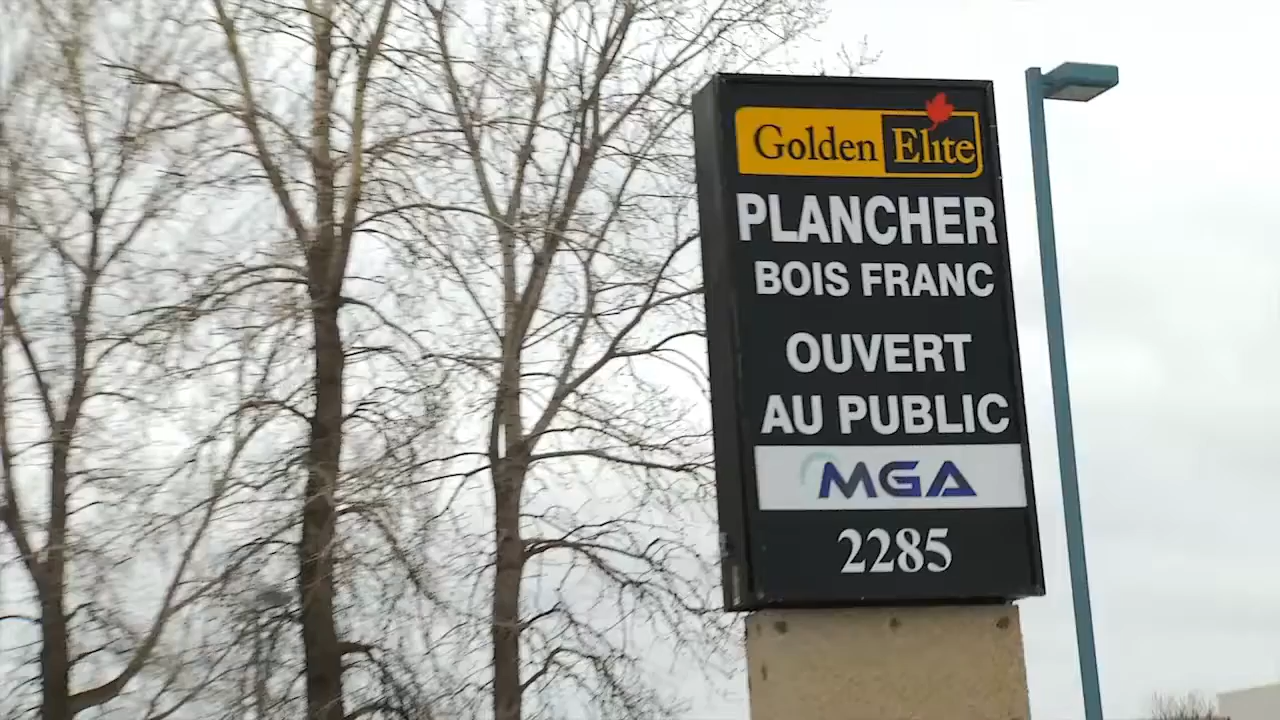 Golden Elite
PLANCHER
BOIS FRANC
OUVERT
AU PUBLIC
MGA
2285